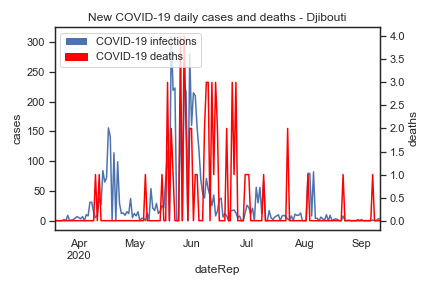 New COVID-19 daily cases and deaths - Djibouti
COVID-19 infections
COVID-19 deaths
cases
300
250
200
150
100
50
0
deaths
4.0
3.5
3.0
2.5
2.0
1.5
1.0
0.5
0.0
Apr May Jun Jul Aug Sep
2020
dateRep